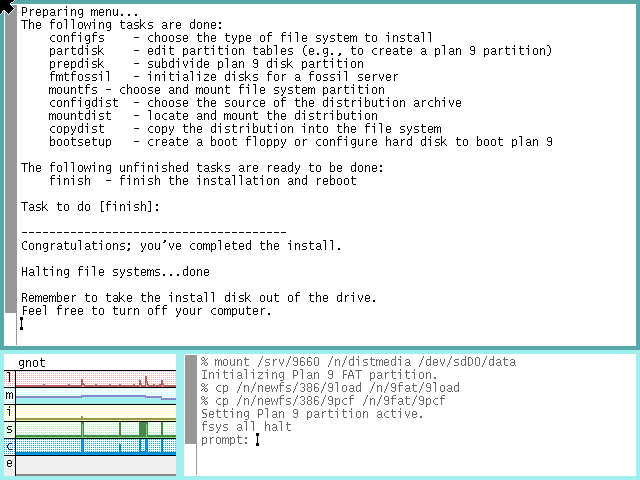 Preparing menu...
The following tasks are done:
configfs - choose the type of file system to install
partdisk - edit partition tables (e.g., to create a plan 9 partition)
prepdisk - subdivide plan 9 disk partition
fmtfossil - initialize disks for a fossil server
mountfs - choose and mount file system partition
configdist - choose the source of the distribution archive
mountdist - locate and mount the distribution
copydist - copy the distribution into the file system
bootsetup - create a boot floppy or configure hard disk to boot plan 9
The following unfinished tasks are ready to be done:
finish - finish the installation and reboot
Task to do [finish]:
--------------------------------------
Congratulations; you've completed the install.
Halting file systems...done
Remember to take the install disk out of the drive.
Feel free to turn off your computer.
gnot
l
m
i
s
c
e
% mount /srv/9660 /n/distmedia /dev/sdD0/data
Initializing Plan 9 FAT partition.
% cp /n/newfs/386/9load /n/9fat/9load
% cp /n/newfs/386/9pcf /n/9fat/9pcf
Setting Plan 9 partition active.
fsys all halt
prompt: